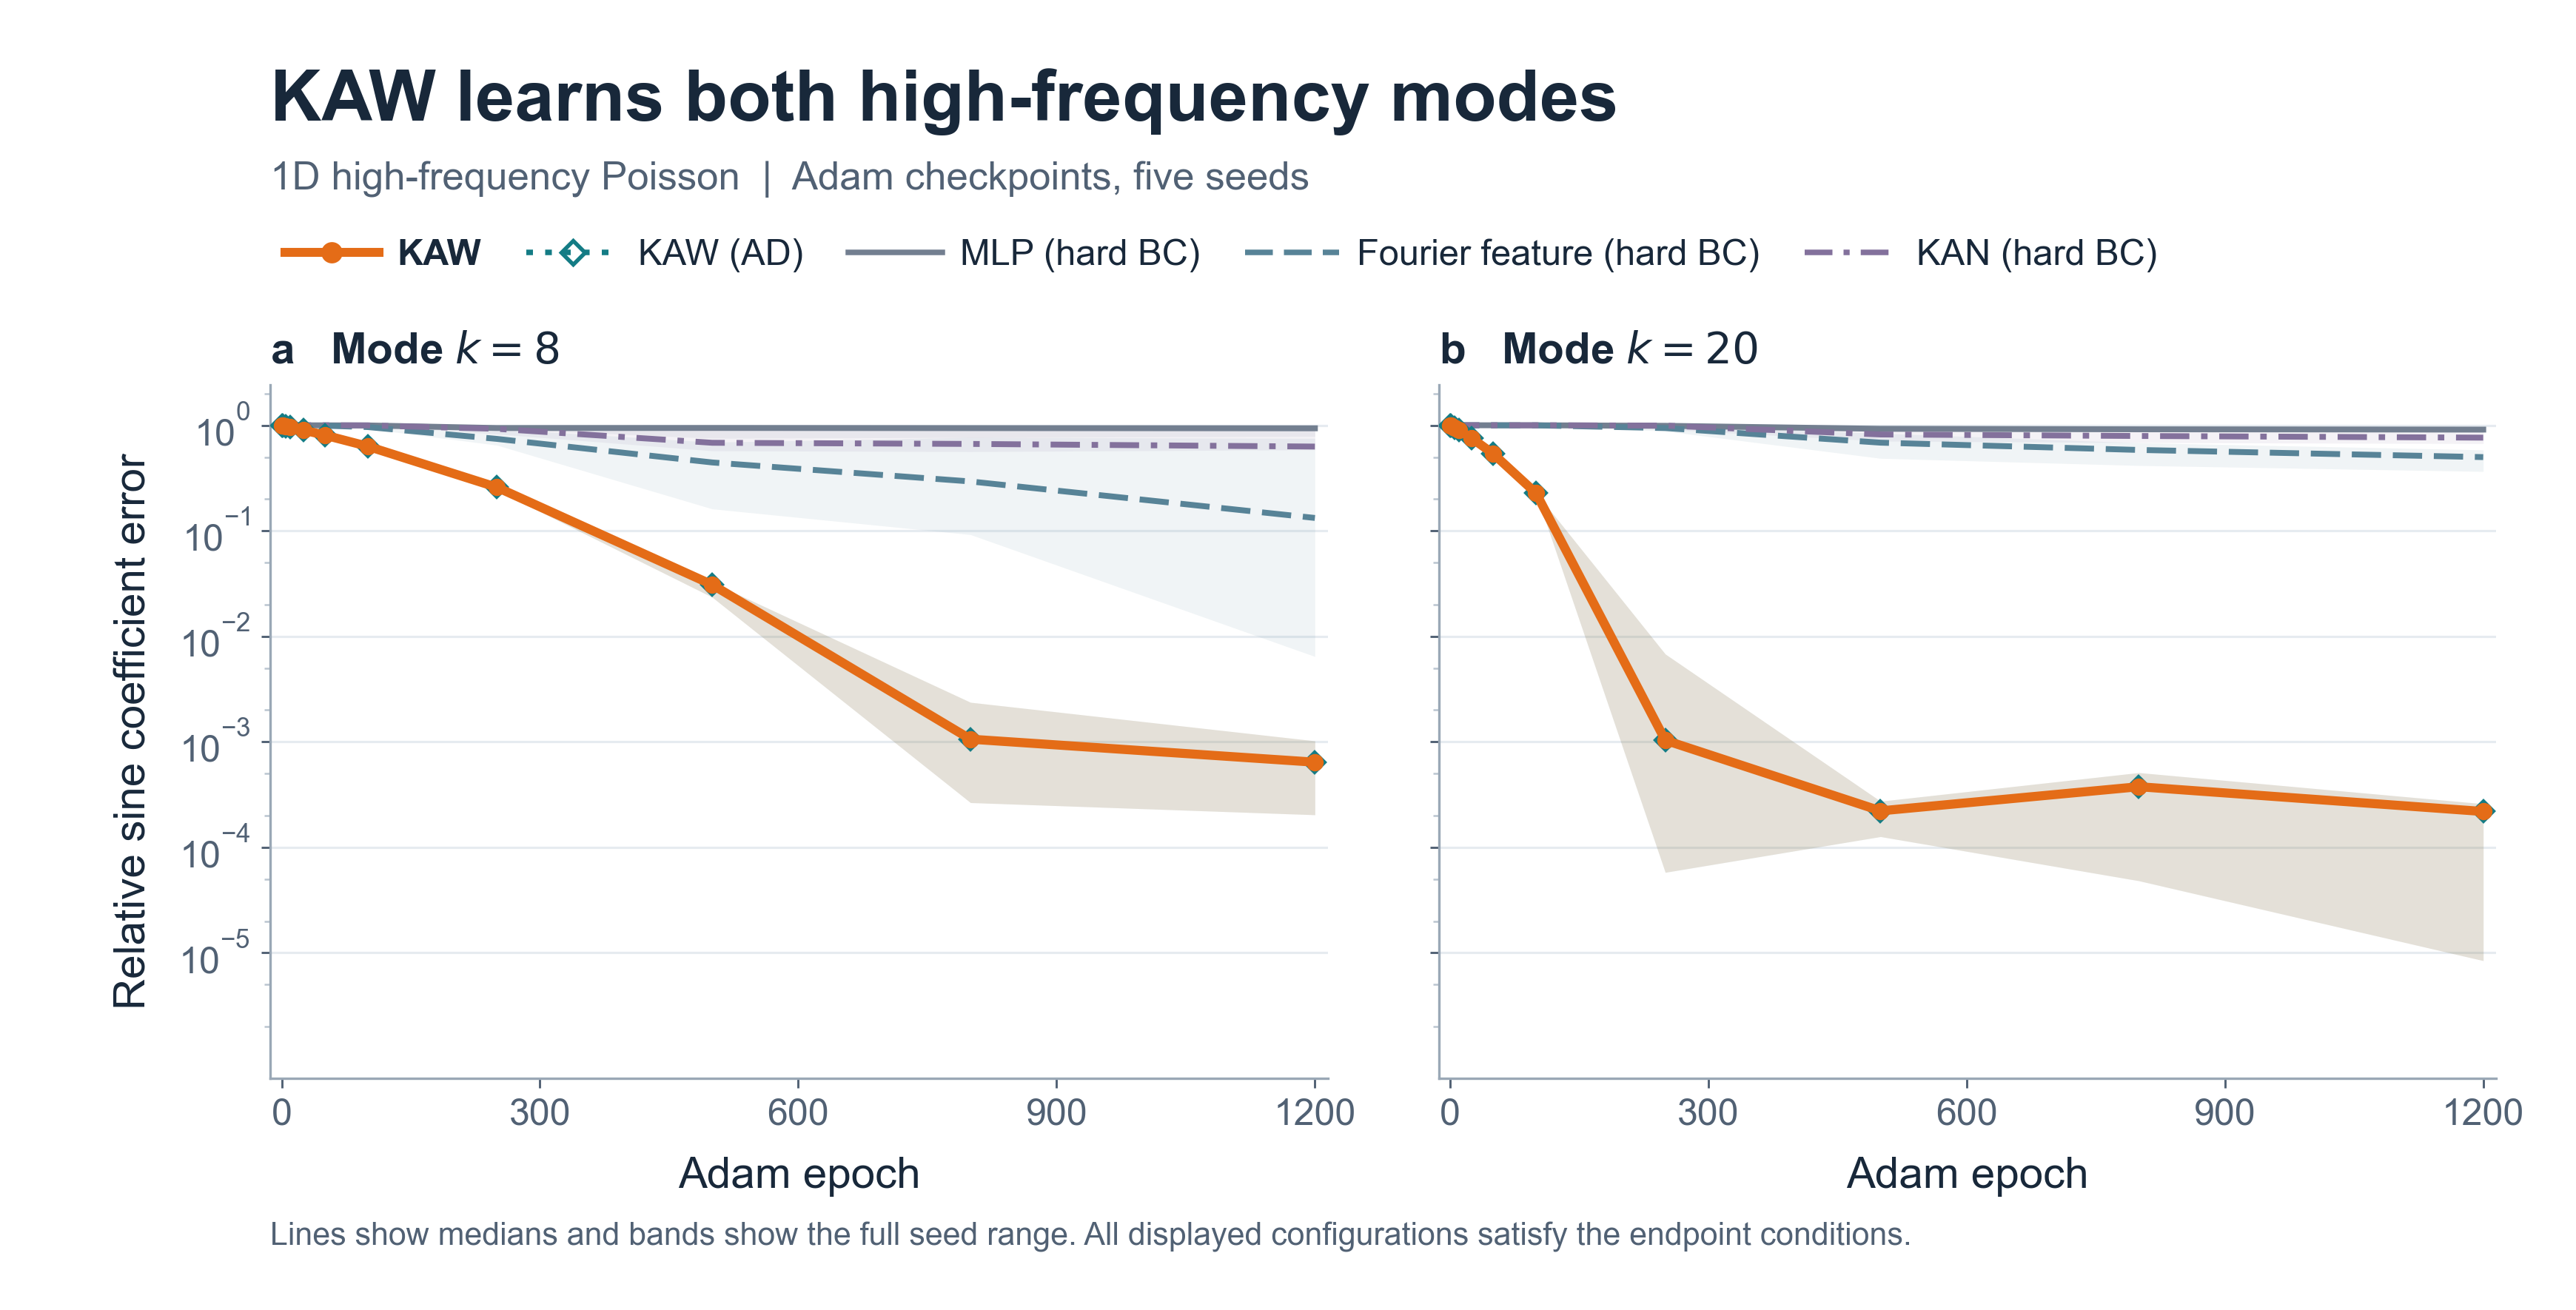 KAW learns both high-frequency modes
1D high-frequency Poisson | Adam checkpoints, five seeds
KAW
KAW (AD)
MLP (hard BC)
Fourier feature (hard BC)
KAN (hard BC)
a Mode k = 8
b Mode k = 20
Relative sine coefficient error
10^0
10^−1
10^−2
10^−3
10^−4
10^−5
0 300 600 900 1200
0 300 600 900 1200
Adam epoch
Adam epoch
Lines show medians and bands show the full seed range. All displayed configurations satisfy the endpoint conditions.